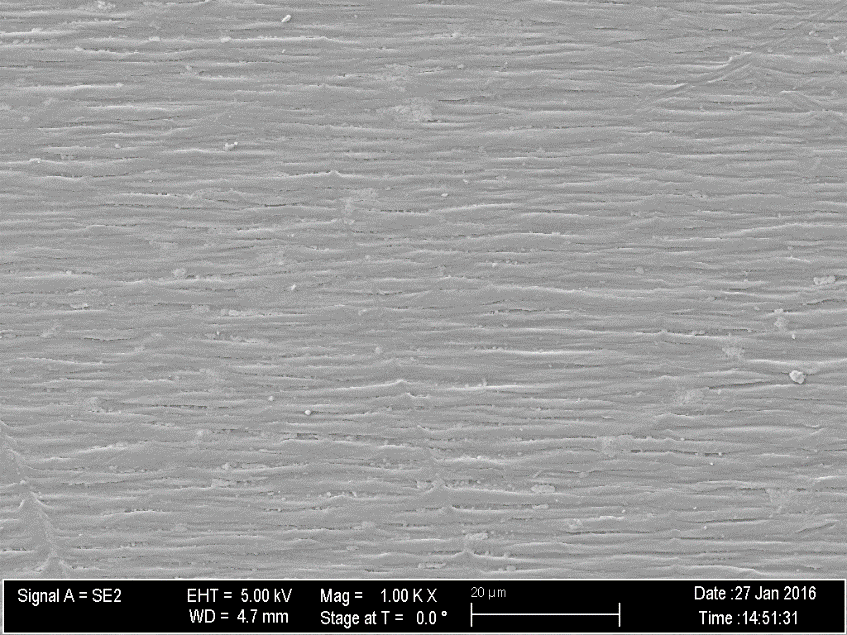 Signal A = SE2
EHT = 5.00 kV
WD = 4.7 mm
Mag = 1.00 K X
Stage at T = 0.0 °
20 µm
Date :27 Jan 2016
Time :14:51:31